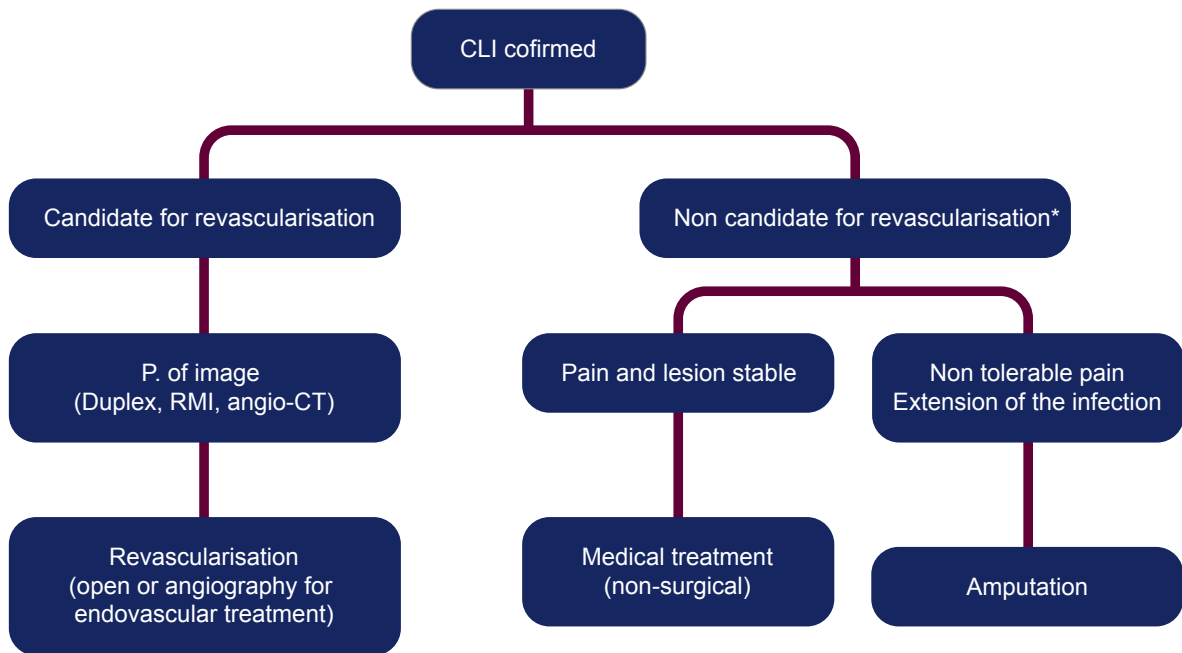 CLI cofirmed
Candidate for revascularisation
Non candidate for revascularisation*
P. of image
(Duplex, RMI, angio-CT)
Pain and lesion stable
Non tolerable pain
Extension of the infection
Revascularisation
(open or angiography for
endovascular treatment)
Medical treatment
(non-surgical)
Amputation